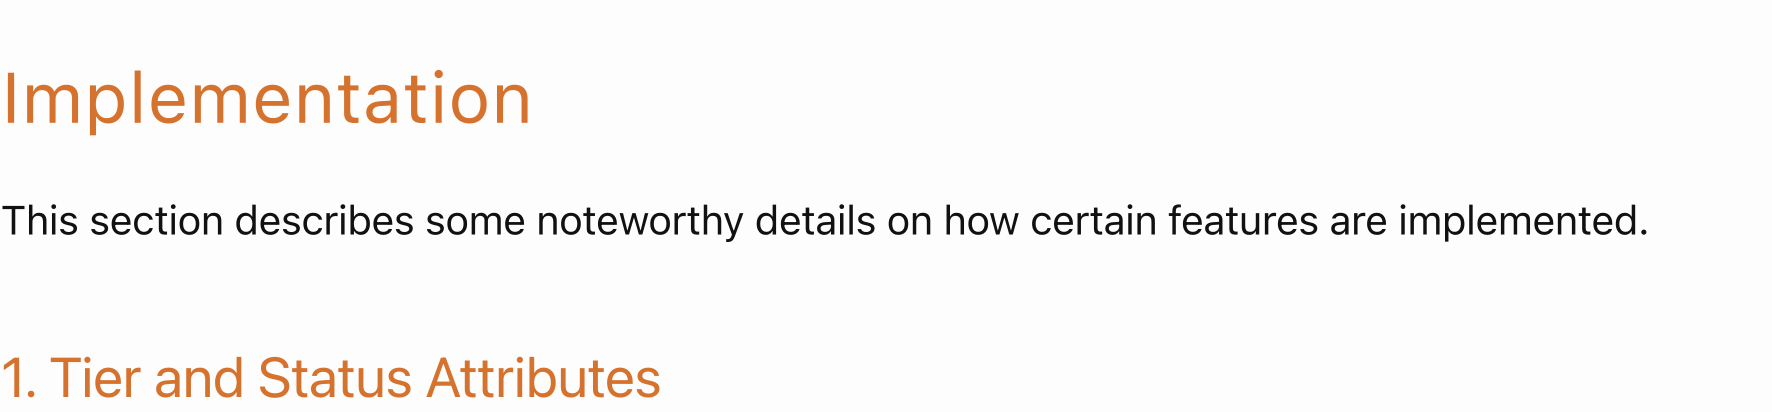 Implementation
This section describes some noteworthy details on how certain features are implemented.
1. Tier and Status Attributes